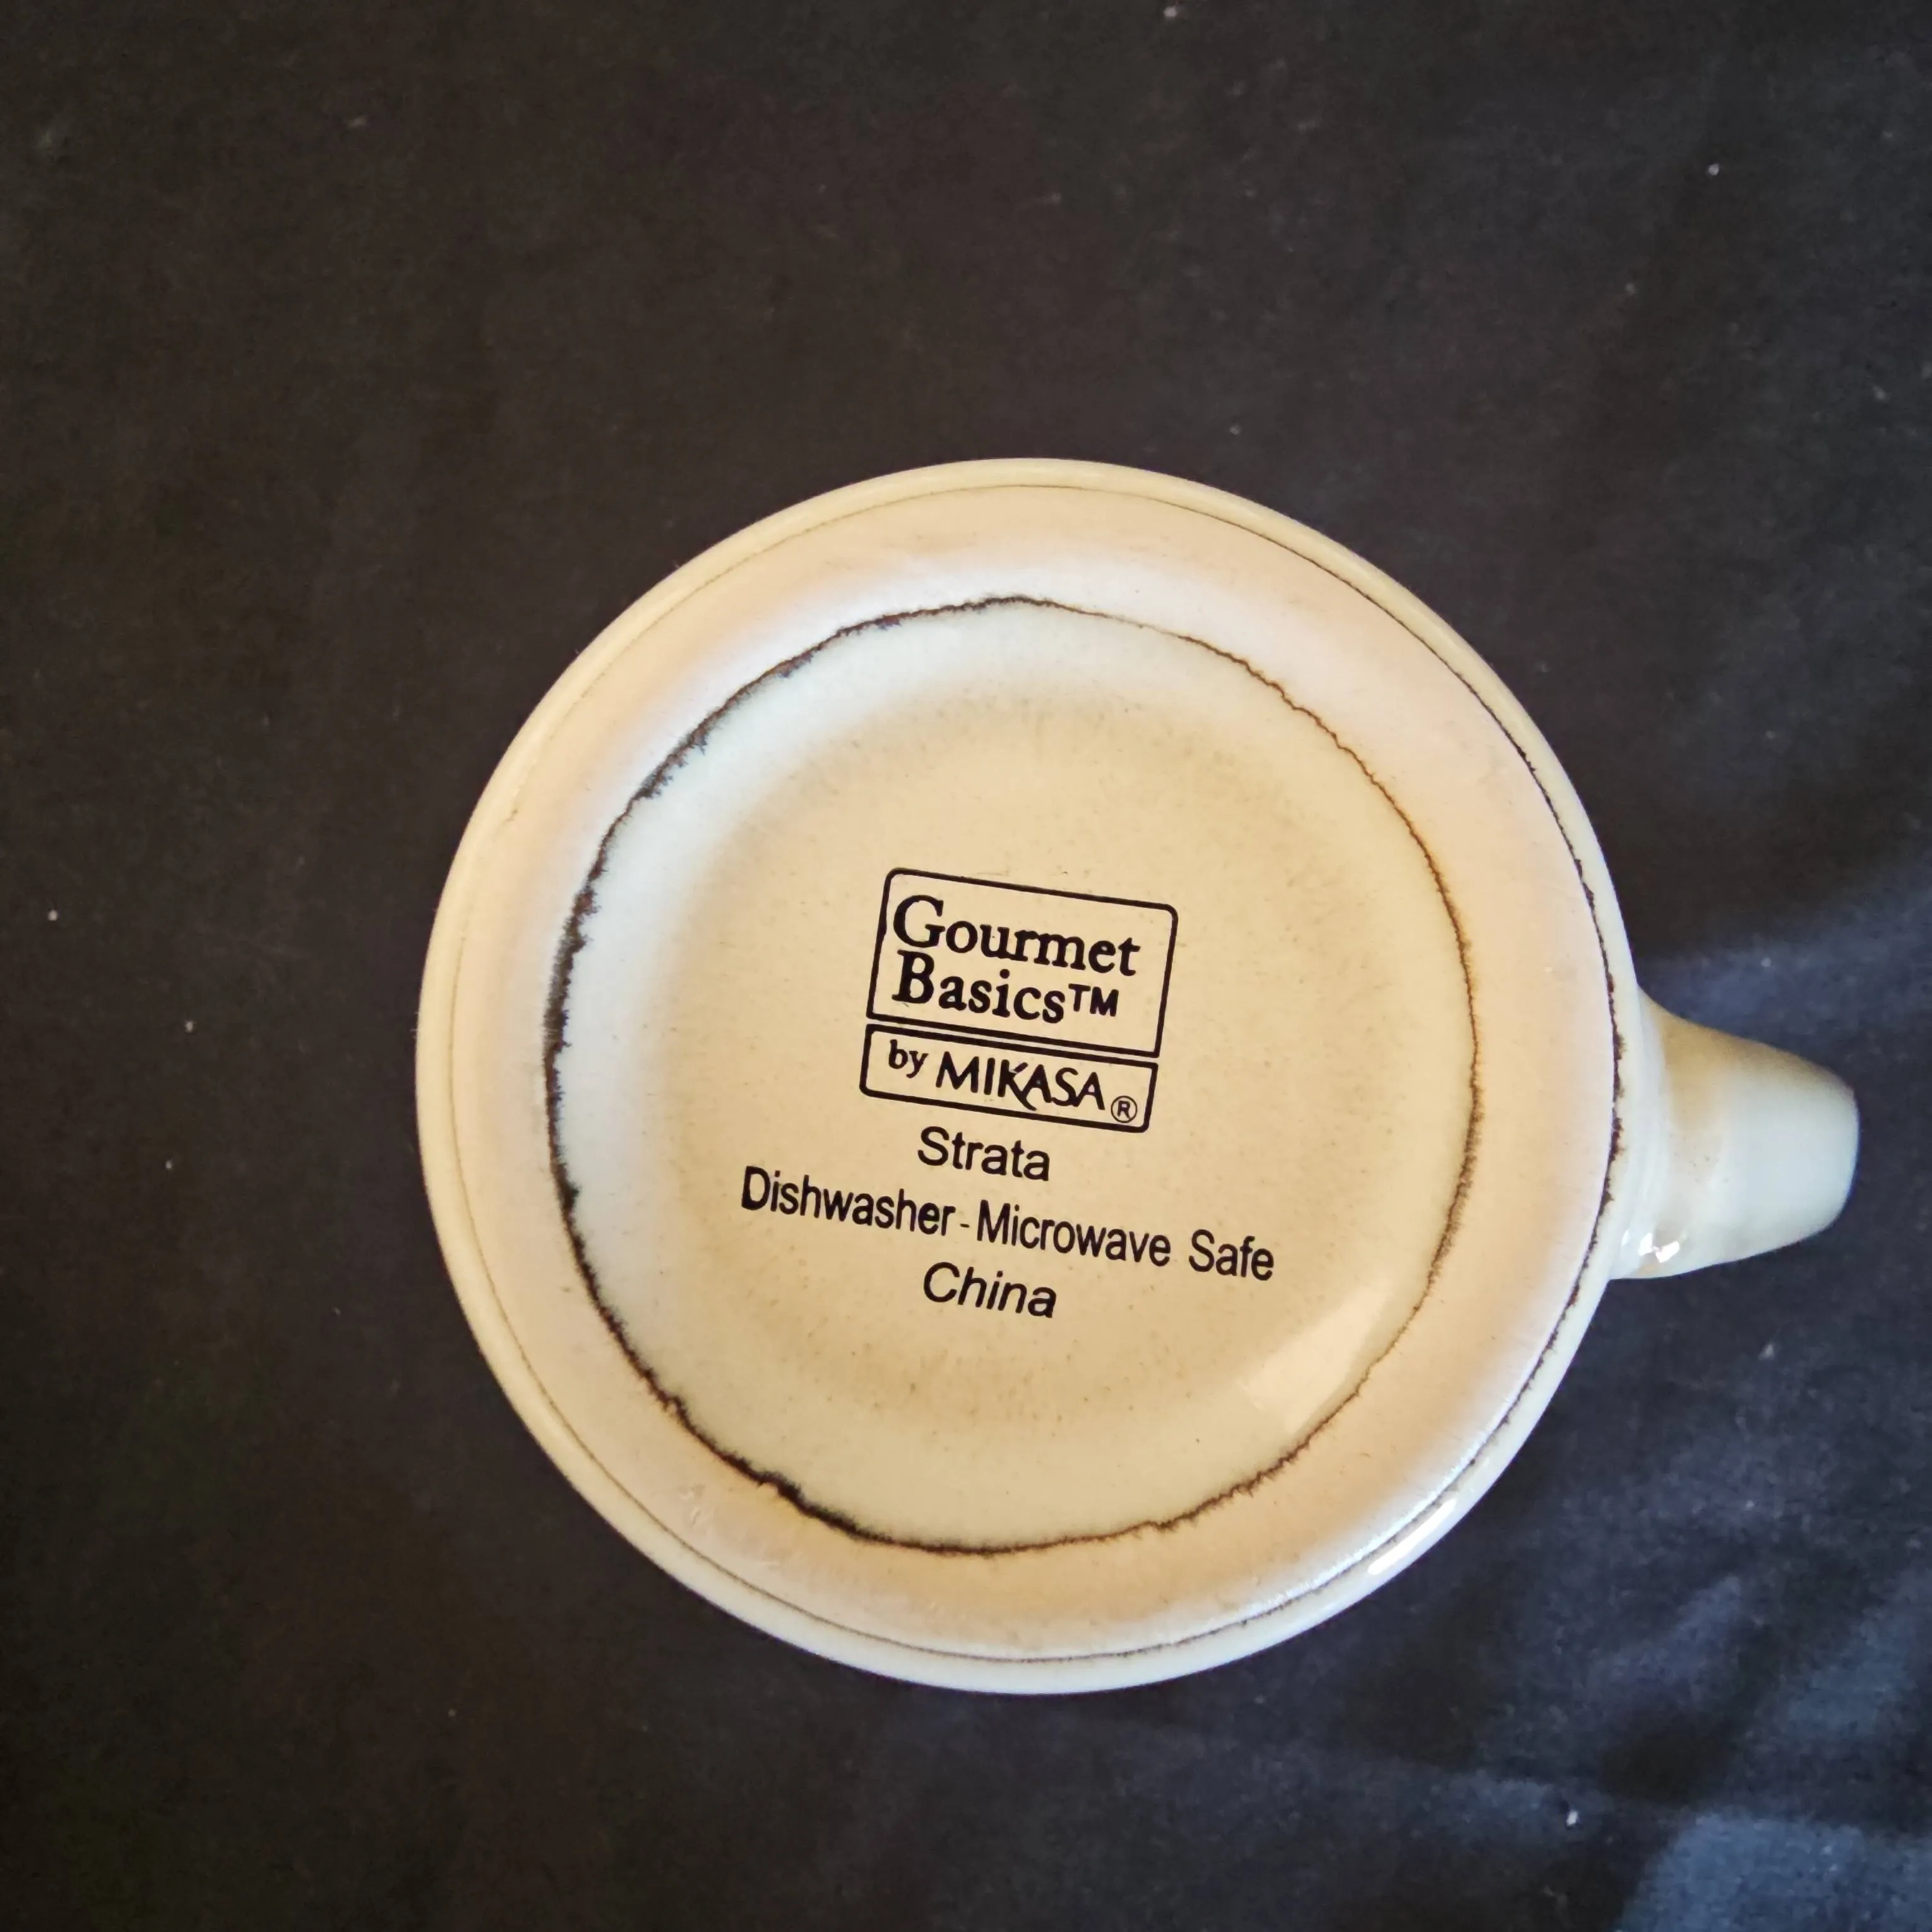 Gourmet
Basics™
by MIKASA®
Strata
Dishwasher-Microwave Safe
China